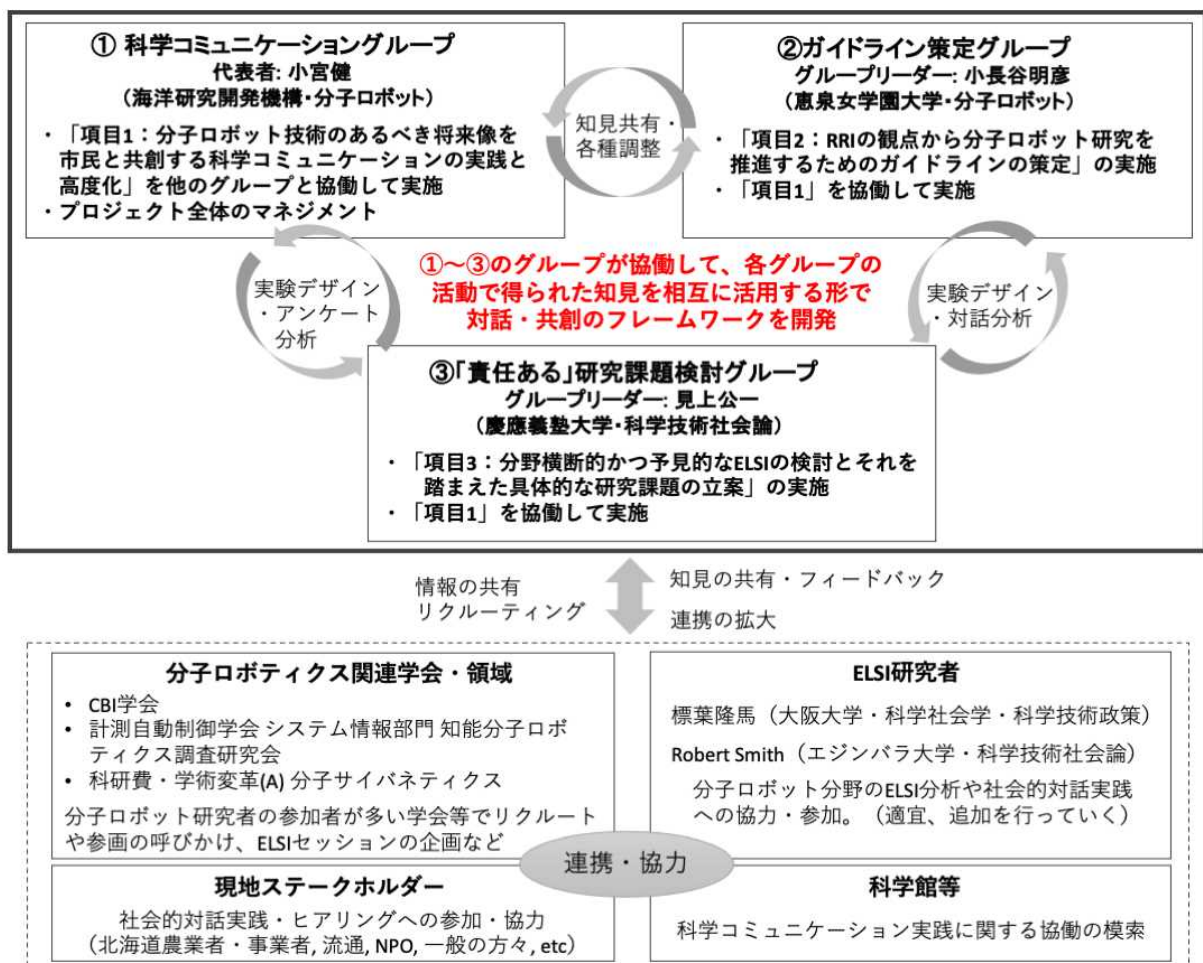 ① 科学コミュニケーショングループ
代表者: 小宮健
（海洋研究開発機構・分子ロボット）
・「項目1：分子ロボット技術のあるべき将来像を
市民と共創する科学コミュニケーションの実践と
高度化」を他のグループと協働して実施
・プロジェクト全体のマネジメント
知見共有・
各種調整
②ガイドライン策定グループ
グループリーダー: 小長谷明彦
（恵泉女学園大学・分子ロボット）
・「項目2：RRIの観点から分子ロボット研究を
推進するためのガイドラインの策定」の実施
・「項目1」を協働して実施
実験デザイン
・アンケート
分析
①～③のグループが協働して、各グループの
活動で得られた知見を相互に活用する形で
対話・共創のフレームワークを開発
実験デザイン
・対話分析
③「責任ある」研究課題検討グループ
グループリーダー: 見上公一
（慶應義塾大学・科学技術社会論）
・「項目3：分野横断的かつ予見的なELSIの検討とそれを
踏まえた具体的な研究課題の立案」の実施
・「項目1」を協働して実施
情報の共有
リクルーティング
知見の共有・フィードバック
連携の拡大
分子ロボティクス関連学会・領域
• CBI学会
• 計測自動制御学会 システム情報部門 知能分子ロボ
ティクス調査研究会
• 科研費・学術変革(A) 分子サイバネティクス
分子ロボット研究者の参加者が多い学会等でリクルート
や参画の呼びかけ、ELSIセッションの企画など
ELSI研究者
標葉隆馬（大阪大学・科学社会学・科学技術政策）
Robert Smith（エジンバラ大学・科学技術社会論）
分子ロボット分野のELSI分析や社会的対話実践
への協力・参加。（適宜、追加を行っていく）
連携・協力
現地ステークホルダー
社会的対話実践・ヒアリングへの参加・協力
（北海道農業者・事業者, 流通, NPO, 一般の方々, etc）
科学館等
科学コミュニケーション実践に関する協働の模索